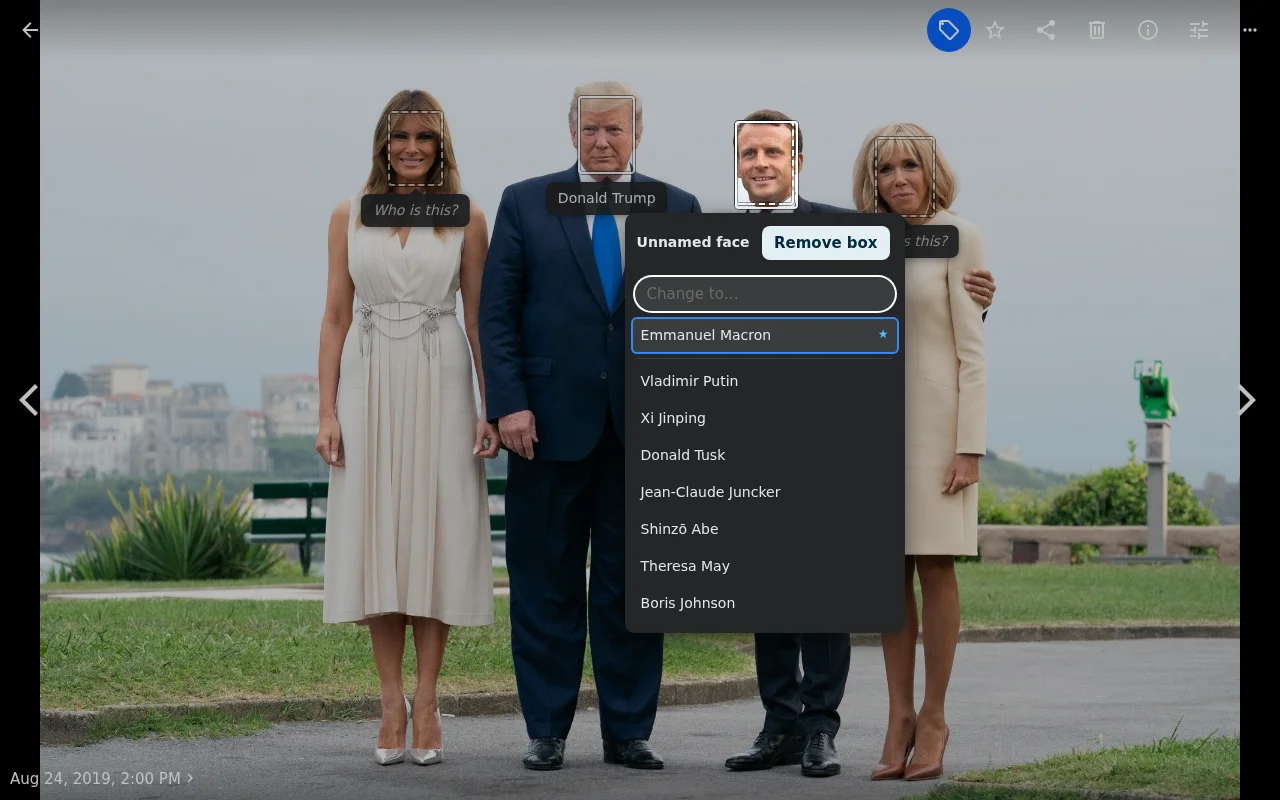 Who is this?
Donald Trump
Unnamed face
Remove box
s this?
Change to...
Emmanuel Macron
Vladimir Putin
Xi Jinping
Donald Tusk
Jean-Claude Juncker
Shinzō Abe
Theresa May
Boris Johnson
Aug 24, 2019, 2:00 PM